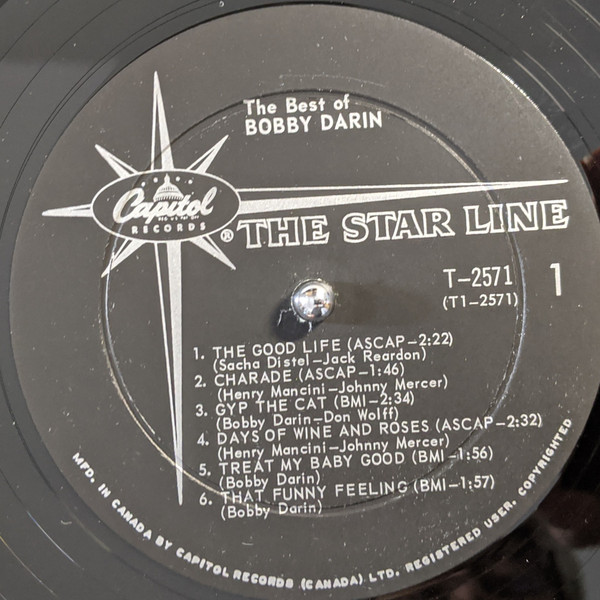 The Best of
BOBBY DARIN
Capitol
RECORDS
®
THE STAR LINE
T-2571
1
(T1-2571)
1. THE GOOD LIFE (ASCAP-2:22)
(Sacha Distel-Jack Reardon)
2. CHARADE (ASCAP-1:46)
(Henry Mancini-Johnny Mercer)
3. GYP THE CAT (BMI-2:34)
(Bobby Darin-Don Wolff)
4. DAYS OF WINE AND ROSES (ASCAP-2:32)
(Henry Mancini-Johnny Mercer)
5. TREAT MY BABY GOOD (BMI-1:56)
(Bobby Darin)
6. THAT FUNNY FEELING (BMI-1:57)
(Bobby Darin)
MFD. IN CANADA BY CAPITOL RECORDS (CANADA) LTD. REGISTERED USER. COPYRIGHTED